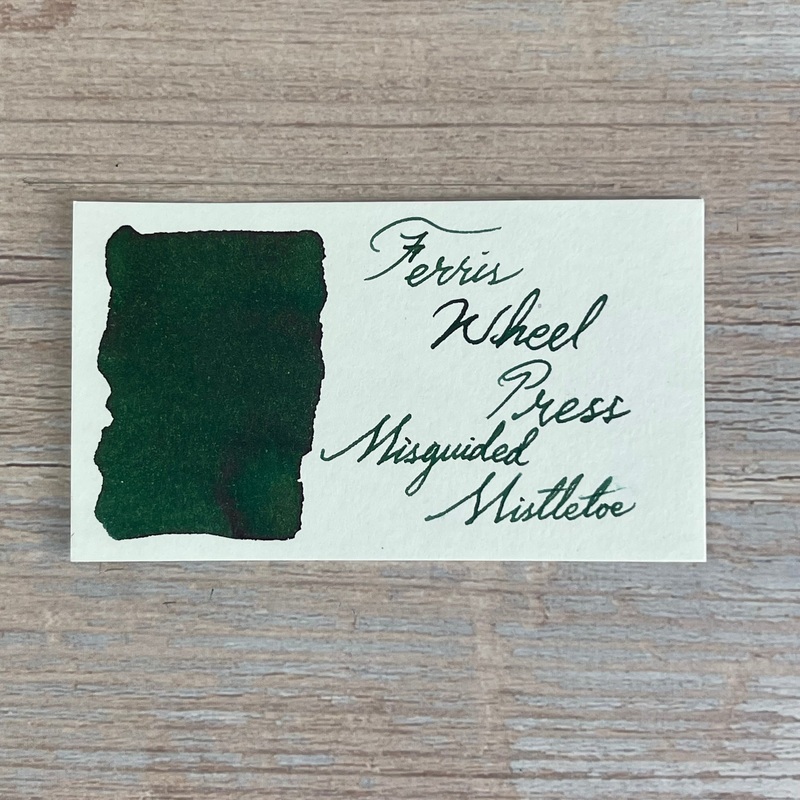 Ferris
Wheel
Press
Misguided
Mistletoe